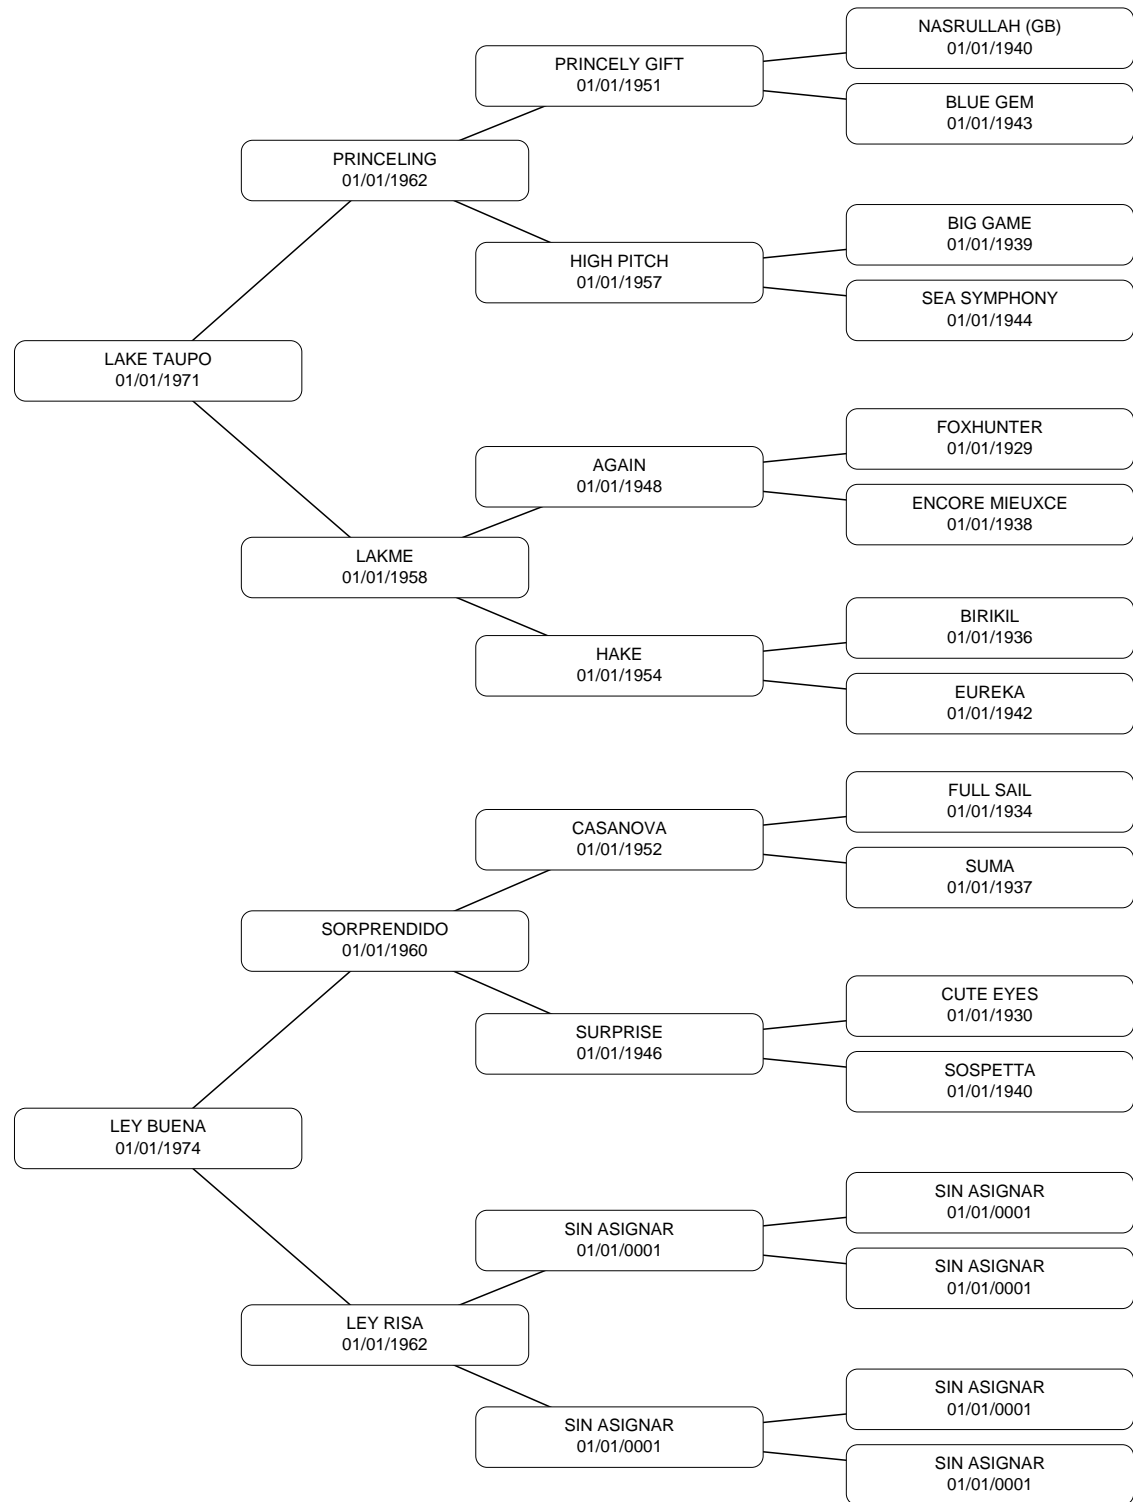 NASRULLAH (GB)
01/01/1940
PRINCELY GIFT
01/01/1951
BLUE GEM
01/01/1943
PRINCELING
01/01/1962
BIG GAME
01/01/1939
HIGH PITCH
01/01/1957
SEA SYMPHONY
01/01/1944
LAKE TAUPO
01/01/1971
FOXHUNTER
01/01/1929
AGAIN
01/01/1948
ENCORE MIEUXCE
01/01/1938
LAKME
01/01/1958
BIRIKIL
01/01/1936
HAKE
01/01/1954
EUREKA
01/01/1942
FULL SAIL
01/01/1934
CASANOVA
01/01/1952
SUMA
01/01/1937
SORPRENDIDO
01/01/1960
CUTE EYES
01/01/1930
SURPRISE
01/01/1946
SOSPETTA
01/01/1940
LEY BUENA
01/01/1974
SIN ASIGNAR
01/01/0001
SIN ASIGNAR
01/01/0001
SIN ASIGNAR
01/01/0001
LEY RISA
01/01/1962
SIN ASIGNAR
01/01/0001
SIN ASIGNAR
01/01/0001
SIN ASIGNAR
01/01/0001